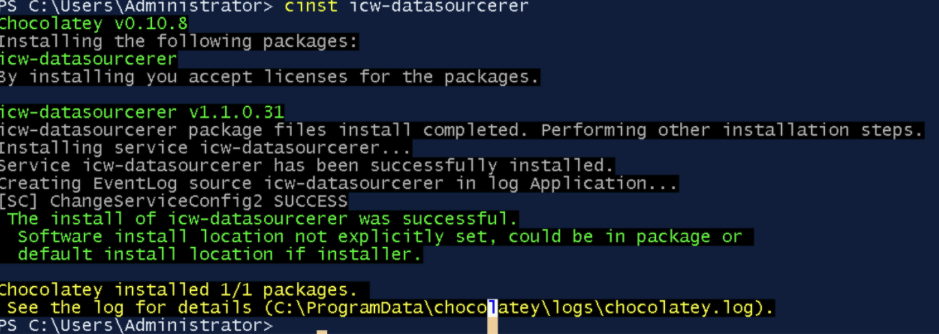 PS C:\Users\Administrator> cinst icw-datasourcerer
Chocolatey v0.10.8
Installing the following packages:
icw-datasourcerer
By installing you accept licenses for the packages.
icw-datasourcerer v1.1.0.31
icw-datasourcerer package files install completed. Performing other installation steps.
Installing service icw-datasourcerer...
Service icw-datasourcerer has been successfully installed.
Creating EventLog source icw-datasourcerer in log Application...
[SC] ChangeServiceConfig2 SUCCESS
The install of icw-datasourcerer was successful.
Software install location not explicitly set, could be in package or
default install location if installer.
Chocolatey installed 1/1 packages.
See the log for details (C:\ProgramData\chocolatey\logs\chocolatey.log).
PS C:\Users\Administrator>